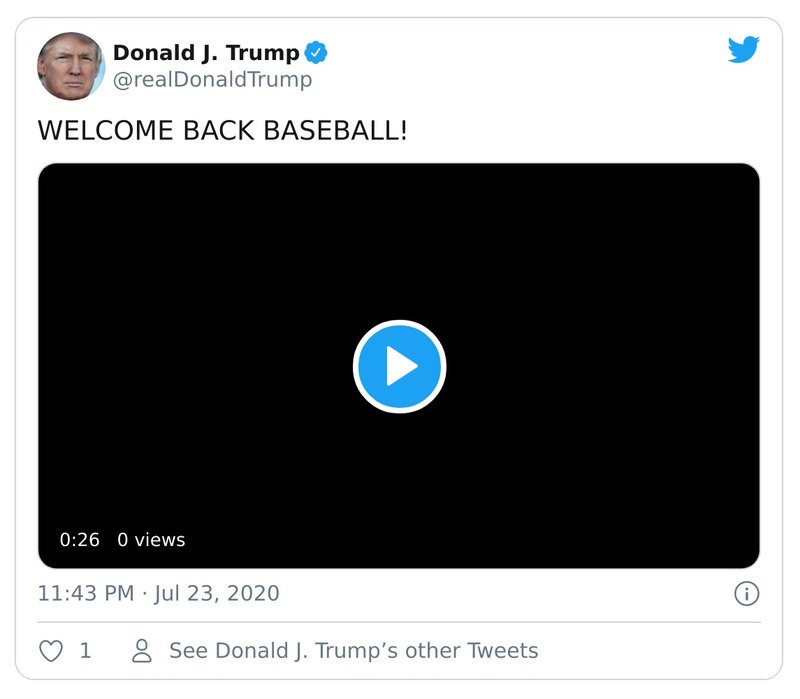 Donald J. Trump
@realDonaldTrump
WELCOME BACK BASEBALL!
0:26 0 views
11:43 PM · Jul 23, 2020
1 See Donald J. Trump’s other Tweets